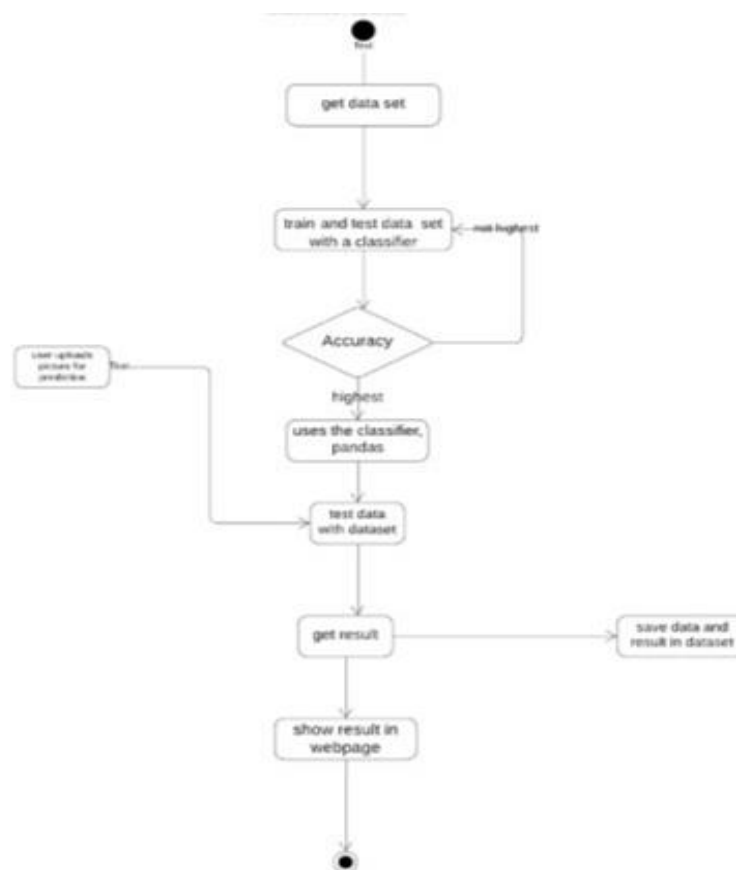 Text
get data set
train and test data set
with a classifier
not highest
Accuracy
user uploads
picture for
prediction
Text
highest
uses the classifier,
pandas
test data
with dataset
get result
save data and
result in dataset
show result in
webpage